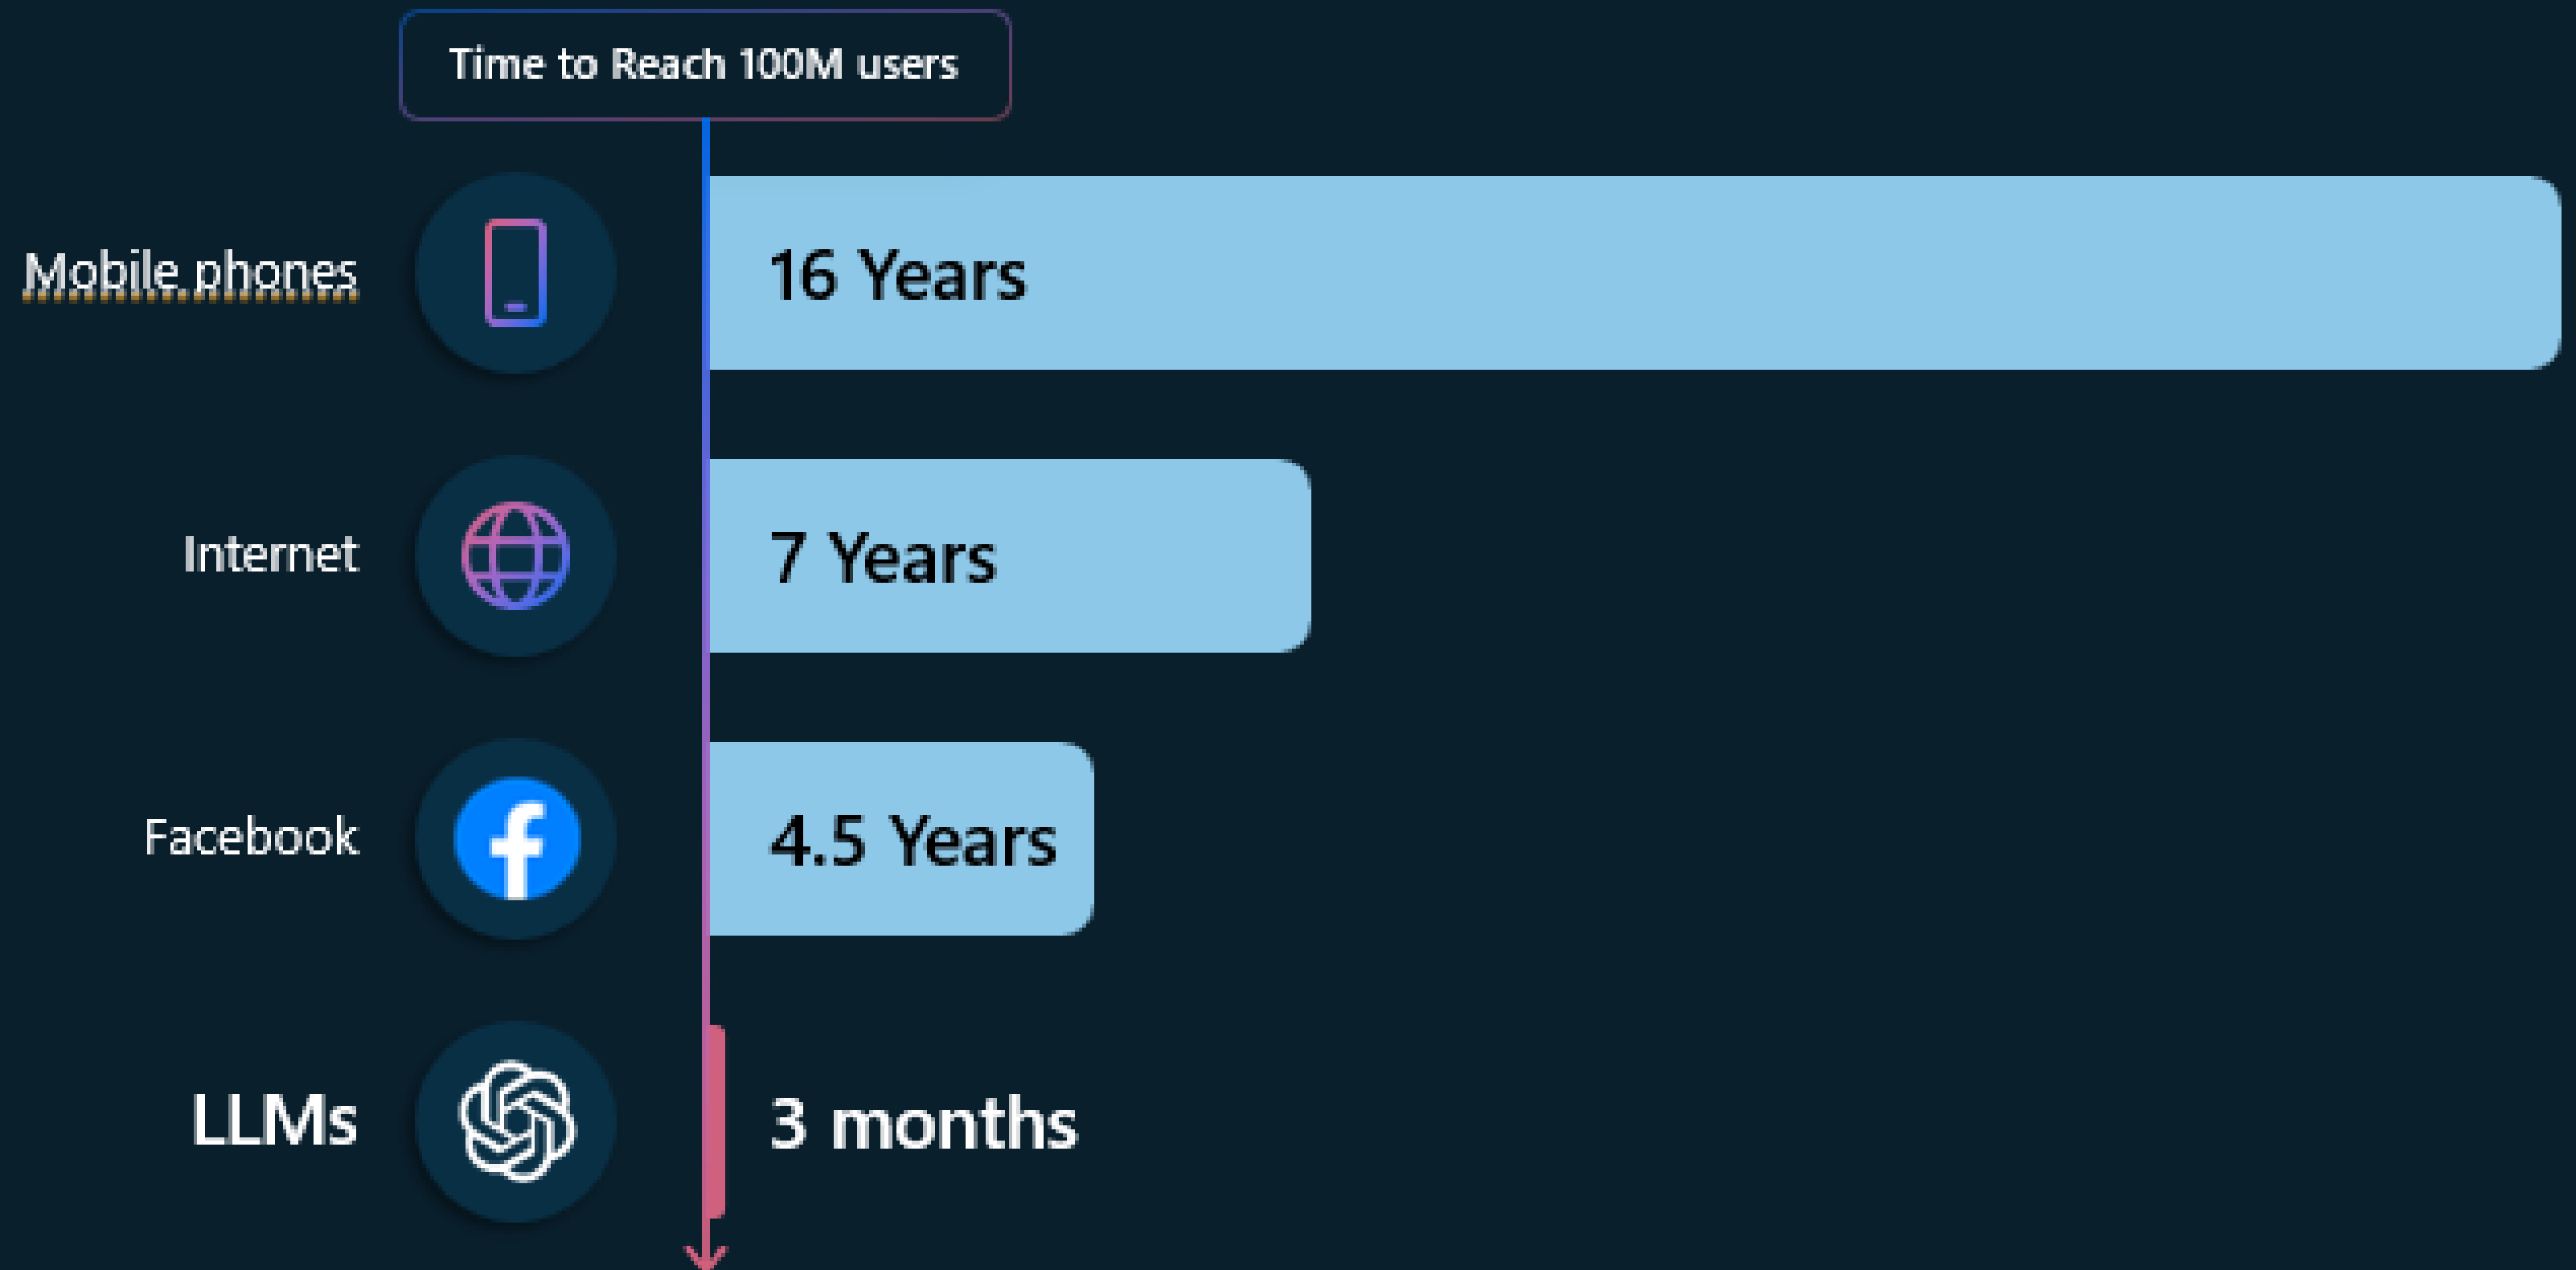 Time to Reach 100M users
Mobile phones
16 Years
Internet
7 Years
Facebook
4.5 Years
LLMs
3 months